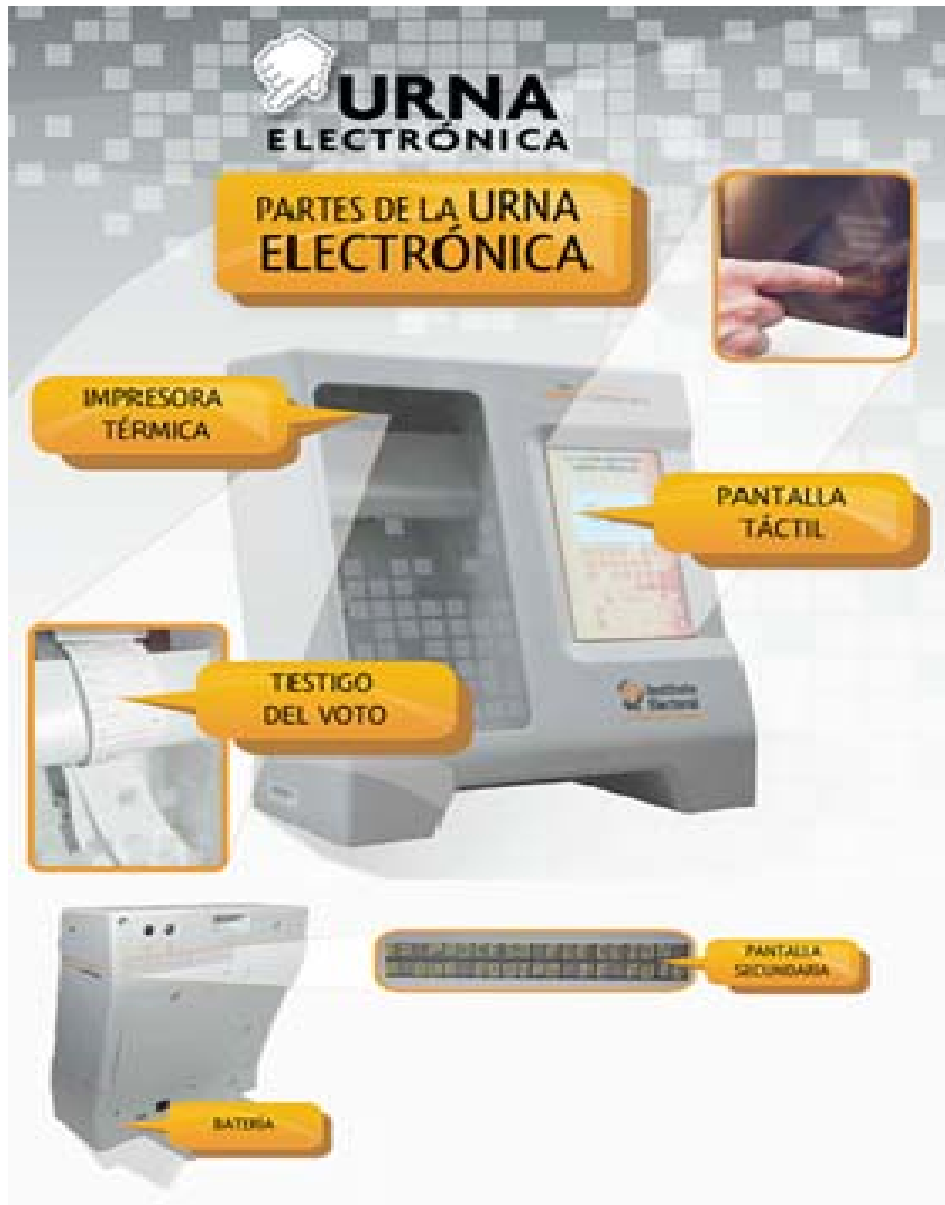 URNA
ELECTRÓNICA
PARTES DE LA URNA
ELECTRÓNICA
IMPRESORA
TÉRMICA
PANTALLA
TÁCTIL
TESTIGO
DEL VOTO
Instituto
Electoral
PANTALLA
SECUNDARIA
BATERÍA